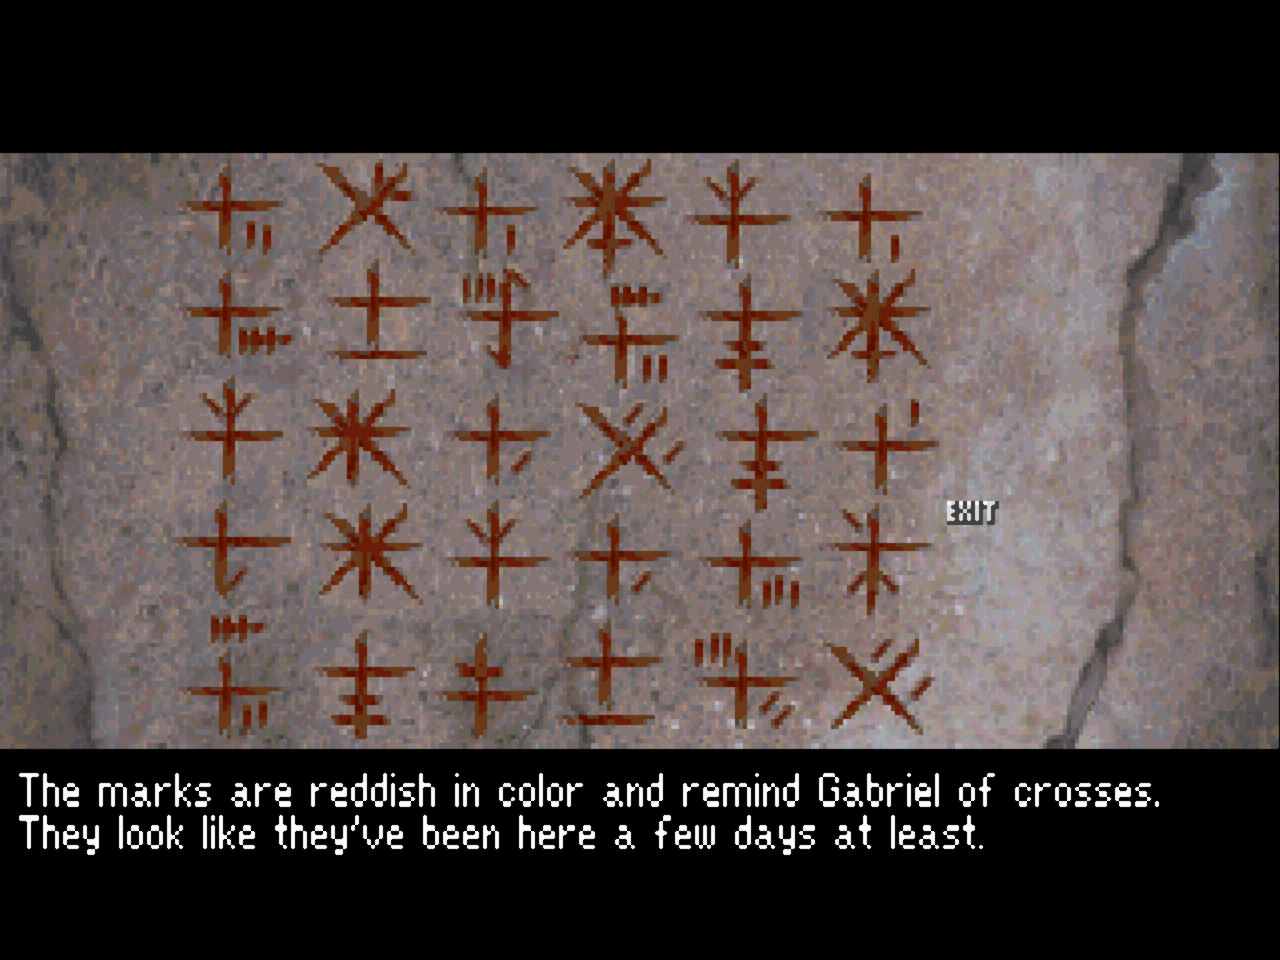 EXIT
The marks are reddish in color and remind Gabriel of crosses.
They look like they've been here a few days at least.